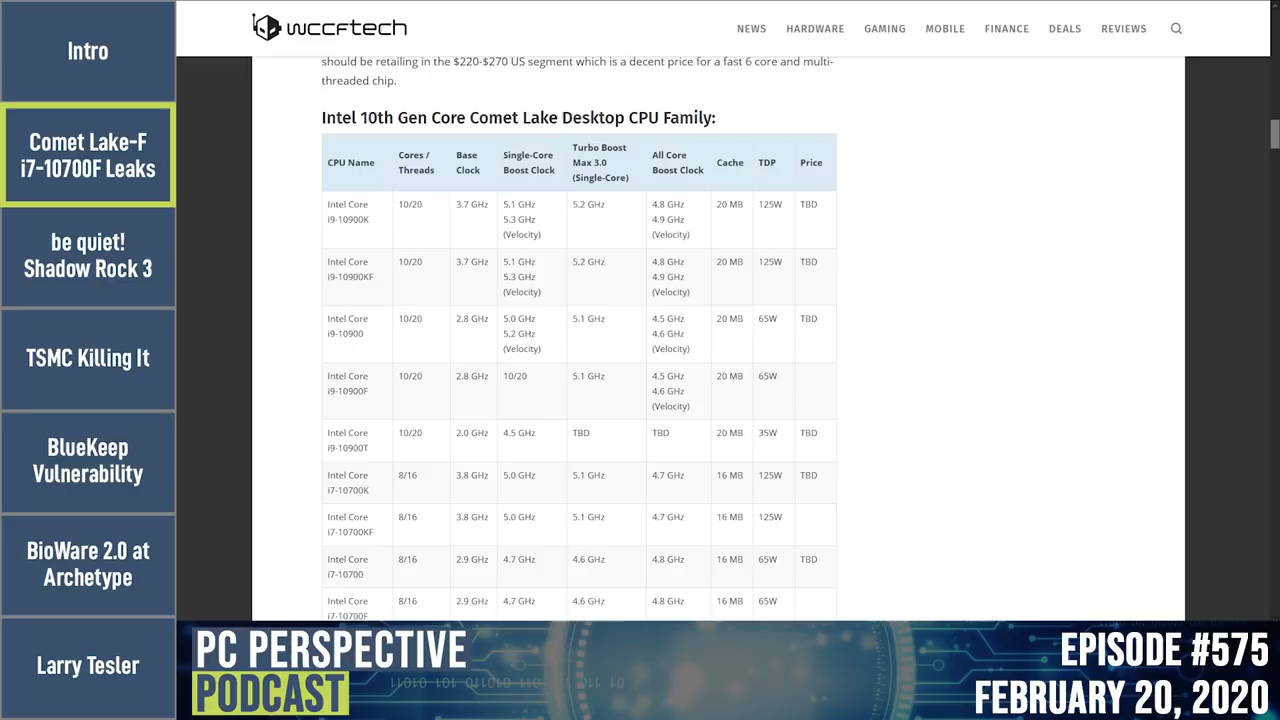 Intro
Comet Lake-F
i7-10700F Leaks
be quiet!
Shadow Rock 3
TSMC Killing It
BlueKeep
Vulnerability
BioWare 2.0 at
Archetype
Larry Tesler
wccftech
NEWS HARDWARE GAMING MOBILE FINANCE DEALS REVIEWS
should be retailing in the $220-$270 US segment which is a decent price for a fast 6 core and multi-
threaded chip.
Intel 10th Gen Core Comet Lake Desktop CPU Family:
CPU Name Cores / Threads Base Clock Single-Core Boost Clock Turbo Boost Max 3.0 (Single-Core) All Core Boost Clock Cache TDP Price
Intel Core i9-10900K 10/20 3.7 GHz 5.1 GHz 5.3 GHz (Velocity) 5.2 GHz 4.8 GHz 4.9 GHz (Velocity) 20 MB 125W TBD
Intel Core i9-10900KF 10/20 3.7 GHz 5.1 GHz 5.3 GHz (Velocity) 5.2 GHz 4.8 GHz 4.9 GHz (Velocity) 20 MB 125W TBD
Intel Core i9-10900 10/20 2.8 GHz 5.0 GHz 5.2 GHz (Velocity) 5.1 GHz 4.5 GHz 4.6 GHz (Velocity) 20 MB 65W TBD
Intel Core i9-10900F 10/20 2.8 GHz 10/20 5.1 GHz 4.5 GHz 4.6 GHz (Velocity) 20 MB 65W
Intel Core i9-10900T 10/20 2.0 GHz 4.5 GHz TBD TBD 20 MB 35W TBD
Intel Core i7-10700K 8/16 3.8 GHz 5.0 GHz 5.1 GHz 4.7 GHz 16 MB 125W TBD
Intel Core i7-10700KF 8/16 3.8 GHz 5.0 GHz 5.1 GHz 4.7 GHz 16 MB 125W
Intel Core i7-10700 8/16 2.9 GHz 4.7 GHz 4.6 GHz 4.8 GHz 16 MB 65W TBD
Intel Core i7-10700F 8/16 2.9 GHz 4.7 GHz 4.6 GHz 4.8 GHz 16 MB 65W
PC PERSPECTIVE
PODCAST
EPISODE #575
FEBRUARY 20, 2020